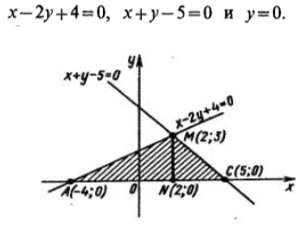 x−2y+4=0, x+y−5=0 и y=0.
y
x+y−5=0
x−2y+4=0
M(2;3)
C(5;0)
A(−4;0) O N(2;0) x